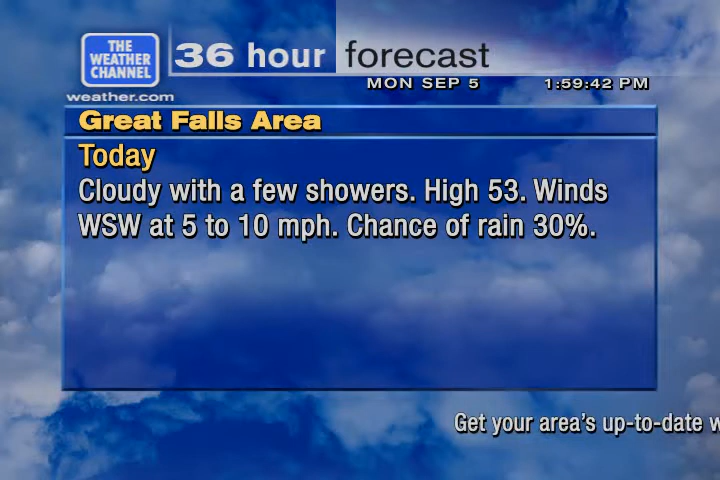 THE
WEATHER
CHANNEL
weather.com
36 hour forecast
MON SEP 5 1:59:42 PM
Great Falls Area
Today
Cloudy with a few showers. High 53. Winds
WSW at 5 to 10 mph. Chance of rain 30%.
Get your area's up-to-date w